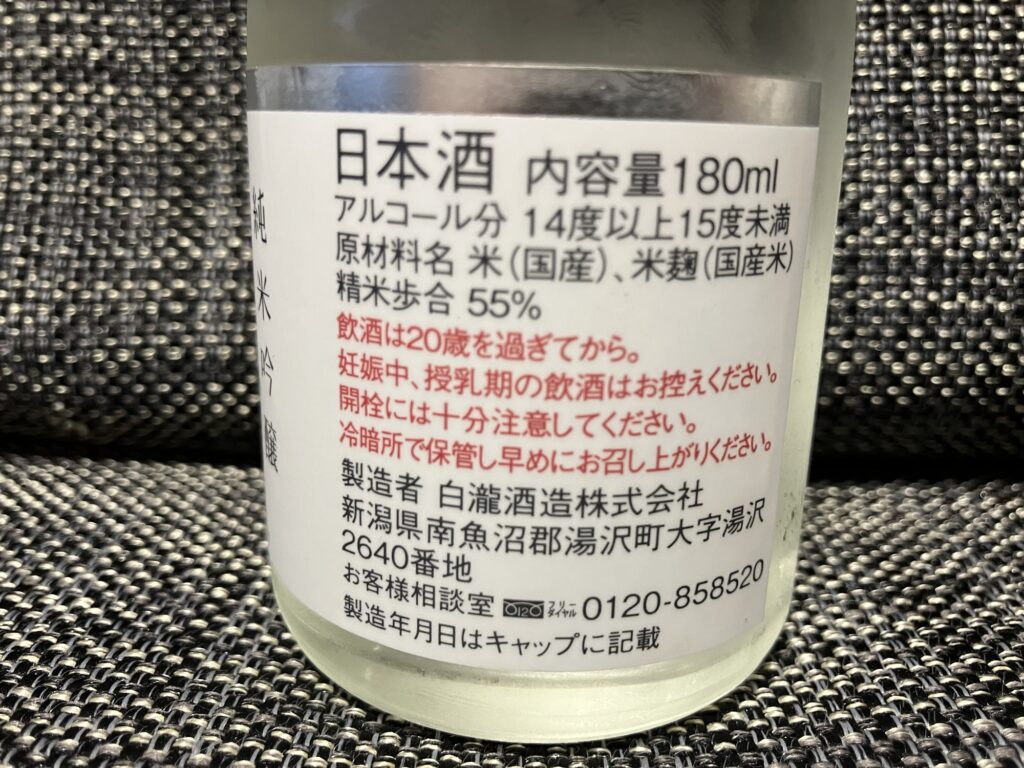 純米吟醸
日本酒 内容量180ml
アルコール分 14度以上15度未満
原材料名 米(国産)、米麹(国産米)
精米歩合 55%
飲酒は20歳を過ぎてから。
妊娠中、授乳期の飲酒はお控えください。
開栓には十分注意してください。
冷暗所で保管し早めにお召し上がりください。
製造者 白瀧酒造株式会社
新潟県南魚沼郡湯沢町大字湯沢
2640番地
お客様相談室 0120 フリーダイヤル 0120-858520
製造年月日はキャップに記載